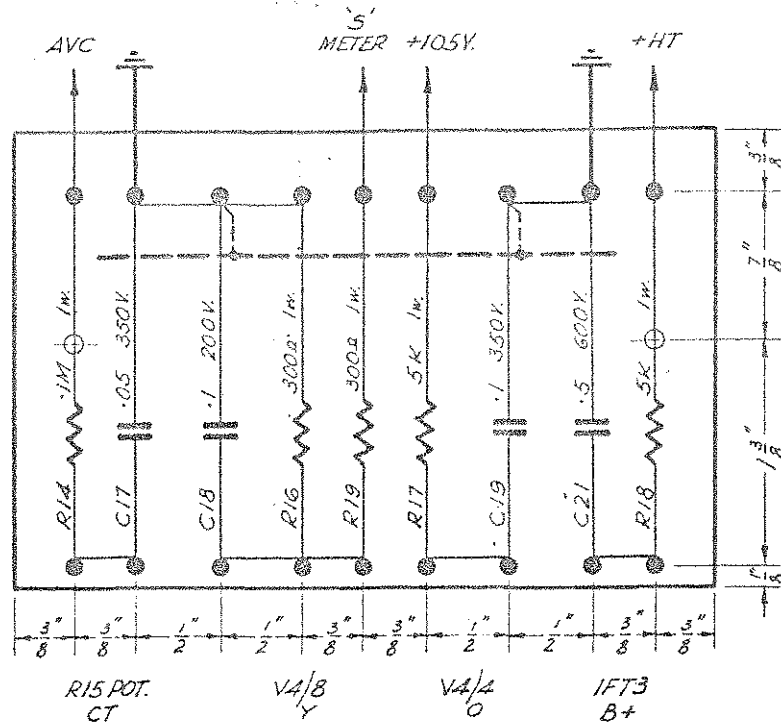 'S'
AVC METER +105V. +HT
R14 .1M 1w.
C17 .05 350V.
C18 .1 200V.
R16 300Ω 1w.
R19 300Ω 1w.
R17 5K 1w.
C19 .1 350V.
C21 .5 600V.
R18 5K 1w.
3/8"
7/8"
1 3/8"
1/8"
3/8" 3/8" 1/2" 1/2" 3/8" 3/8" 1/2" 1/2" 3/8" 3/8"
R15 POT. V4/8 V4/4 IFT3
CT Y O B+